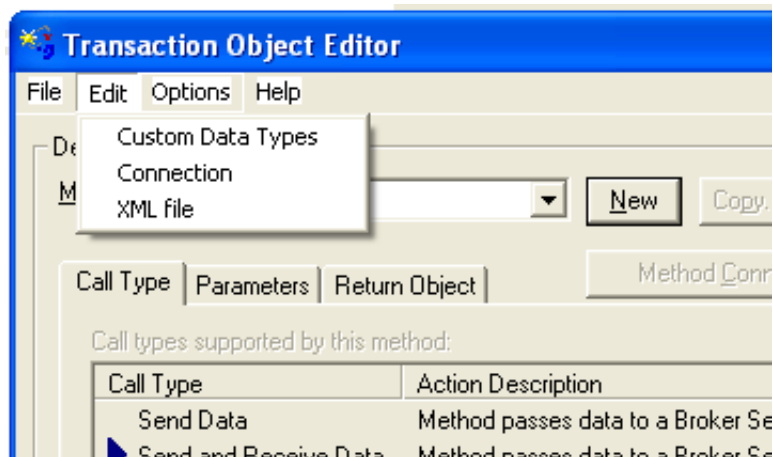 Transaction Object Editor
File Edit Options Help
Custom Data Types
De
Connection
M
New Copy.
XML file
Method Conn
Call Type Parameters Return Object
Call types supported by this method:
Call Type Action Description
Send Data Method passes data to a Broker Se
Send and Receive Data Method passes data to a Broker Se